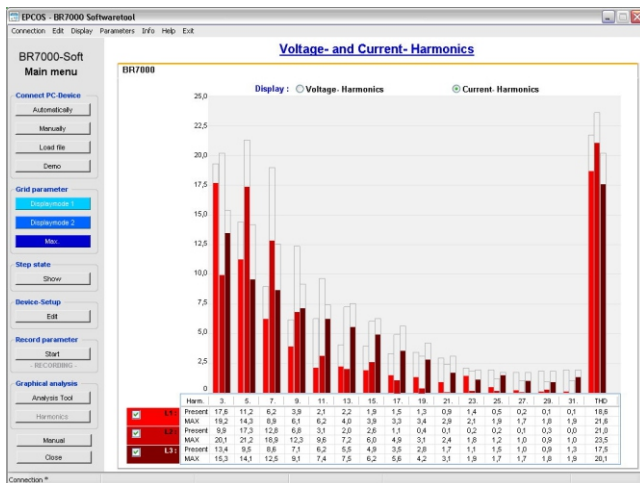 EPCOS - BR7000 Softwaretool
Connection Edit Display Parameters Info Help Exit
BR7000-Soft
Main menu
Connect PC-Device
Automatically
Manually
Load file
Demo
Grid parameter
Displaymode 1
Displaymode 2
Max.
Step state
Show
Device-Setup
Edit
Record parameter
Start
- RECORDING -
Graphical analysis
Analysis Tool
Harmonics
Manual
Close
Connection *
Voltage- and Current- Harmonics
BR7000
Display : Voltage- Harmonics Current- Harmonics
25,0
22,5
20,0
17,5
15,0
12,5
10,0
7,5
5,0
2,5
0
Harm. 3. 5. 7. 9. 11. 13. 15. 17. 19. 21. 23. 25. 27. 29. 31. THD
L1 : Present 17,6 11,2 6,2 3,9 2,1 2,2 1,9 1,5 1,3 0,9 1,4 0,5 0,2 0,1 0,1 18,6
MAX 19,2 14,3 8,9 6,1 6,2 4,0 3,9 3,3 3,4 2,9 2,1 1,9 1,7 1,8 1,9 21,6
L2 : Present 9,9 17,3 12,8 6,8 3,1 2,0 2,6 1,1 0,4 0,1 0,2 0,2 0,1 0,3 0,0 21,0
MAX 20,1 21,2 18,9 12,3 9,6 7,2 6,0 4,9 3,1 2,4 1,8 1,2 1,0 0,9 1,0 23,5
L3 : Present 13,4 9,5 8,6 7,1 6,2 5,5 4,9 3,5 2,8 1,7 1,1 1,5 1,0 0,9 1,3 17,5
MAX 15,3 14,1 12,5 9,1 7,4 7,5 6,2 5,6 4,2 3,1 1,9 1,7 1,7 1,8 1,9 20,1